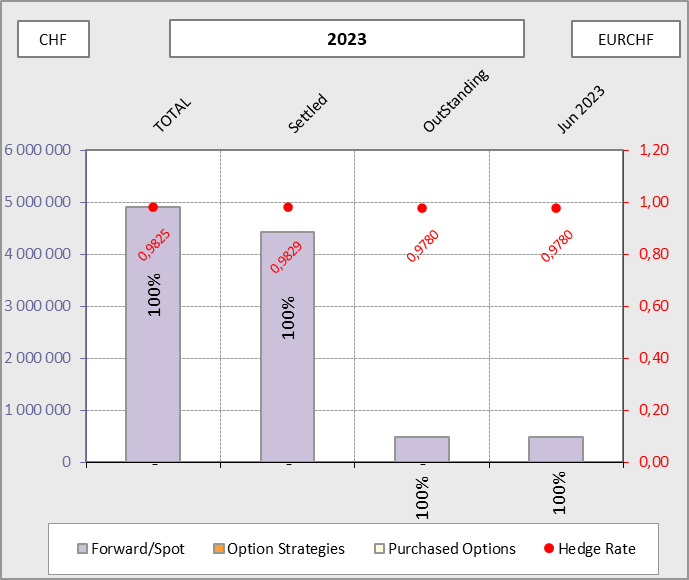 CHF
2023
EURCHF
TOTAL
Settled
OutStanding
Jun 2023
6 000 000
5 000 000
4 000 000
3 000 000
2 000 000
1 000 000
0
1,20
1,00
0,80
0,60
0,40
0,20
0,00
0,9825
0,9829
0,9780
0,9780
100%
100%
100%
100%
Forward/Spot
Option Strategies
Purchased Options
Hedge Rate